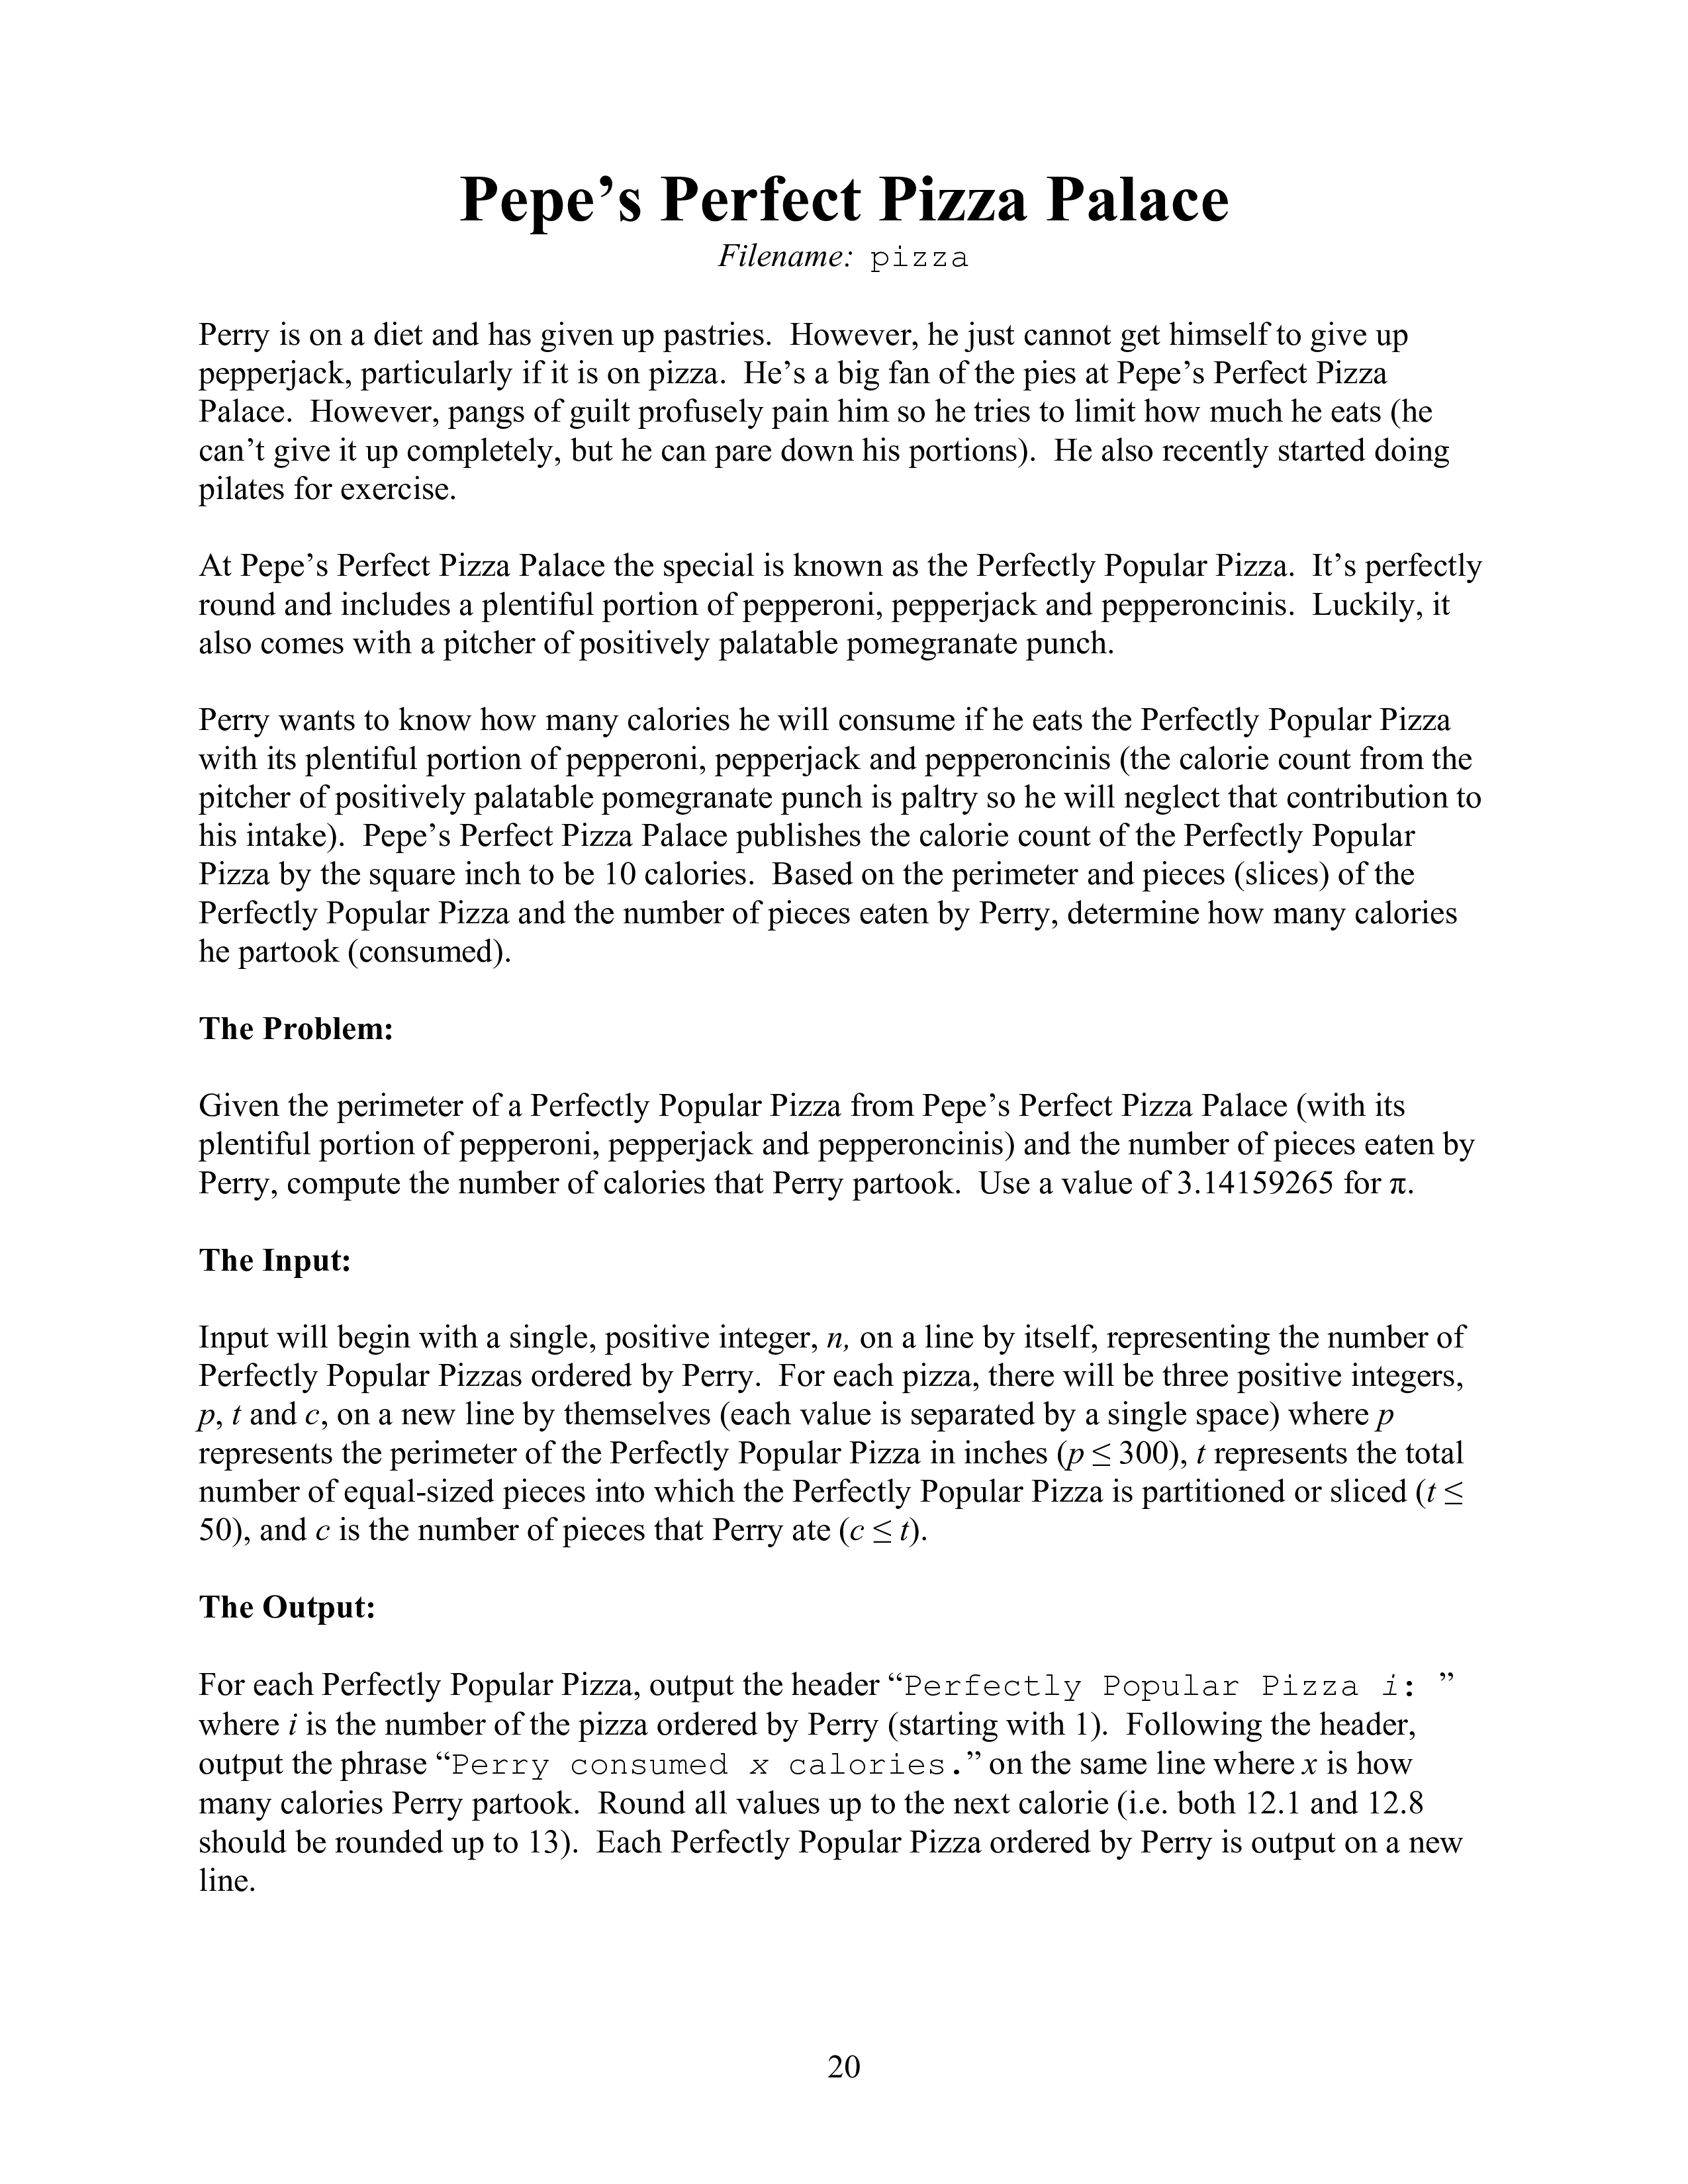 Pepe’s Perfect Pizza Palace
Filename: pizza
Perry is on a diet and has given up pastries. However, he just cannot get himself to give up
pepperjack, particularly if it is on pizza. He’s a big fan of the pies at Pepe’s Perfect Pizza
Palace. However, pangs of guilt profusely pain him so he tries to limit how much he eats (he
can’t give it up completely, but he can pare down his portions). He also recently started doing
pilates for exercise.
At Pepe’s Perfect Pizza Palace the special is known as the Perfectly Popular Pizza. It’s perfectly
round and includes a plentiful portion of pepperoni, pepperjack and pepperoncinis. Luckily, it
also comes with a pitcher of positively palatable pomegranate punch.
Perry wants to know how many calories he will consume if he eats the Perfectly Popular Pizza
with its plentiful portion of pepperoni, pepperjack and pepperoncinis (the calorie count from the
pitcher of positively palatable pomegranate punch is paltry so he will neglect that contribution to
his intake). Pepe’s Perfect Pizza Palace publishes the calorie count of the Perfectly Popular
Pizza by the square inch to be 10 calories. Based on the perimeter and pieces (slices) of the
Perfectly Popular Pizza and the number of pieces eaten by Perry, determine how many calories
he partook (consumed).
The Problem:
Given the perimeter of a Perfectly Popular Pizza from Pepe’s Perfect Pizza Palace (with its
plentiful portion of pepperoni, pepperjack and pepperoncinis) and the number of pieces eaten by
Perry, compute the number of calories that Perry partook. Use a value of 3.14159265 for π.
The Input:
Input will begin with a single, positive integer, n, on a line by itself, representing the number of
Perfectly Popular Pizzas ordered by Perry. For each pizza, there will be three positive integers,
p, t and c, on a new line by themselves (each value is separated by a single space) where p
represents the perimeter of the Perfectly Popular Pizza in inches (p ≤ 300), t represents the total
number of equal-sized pieces into which the Perfectly Popular Pizza is partitioned or sliced (t ≤
50), and c is the number of pieces that Perry ate (c ≤ t).
The Output:
For each Perfectly Popular Pizza, output the header “Perfectly Popular Pizza i: ”
where i is the number of the pizza ordered by Perry (starting with 1). Following the header,
output the phrase “Perry consumed x calories.” on the same line where x is how
many calories Perry partook. Round all values up to the next calorie (i.e. both 12.1 and 12.8
should be rounded up to 13). Each Perfectly Popular Pizza ordered by Perry is output on a new
line.
20